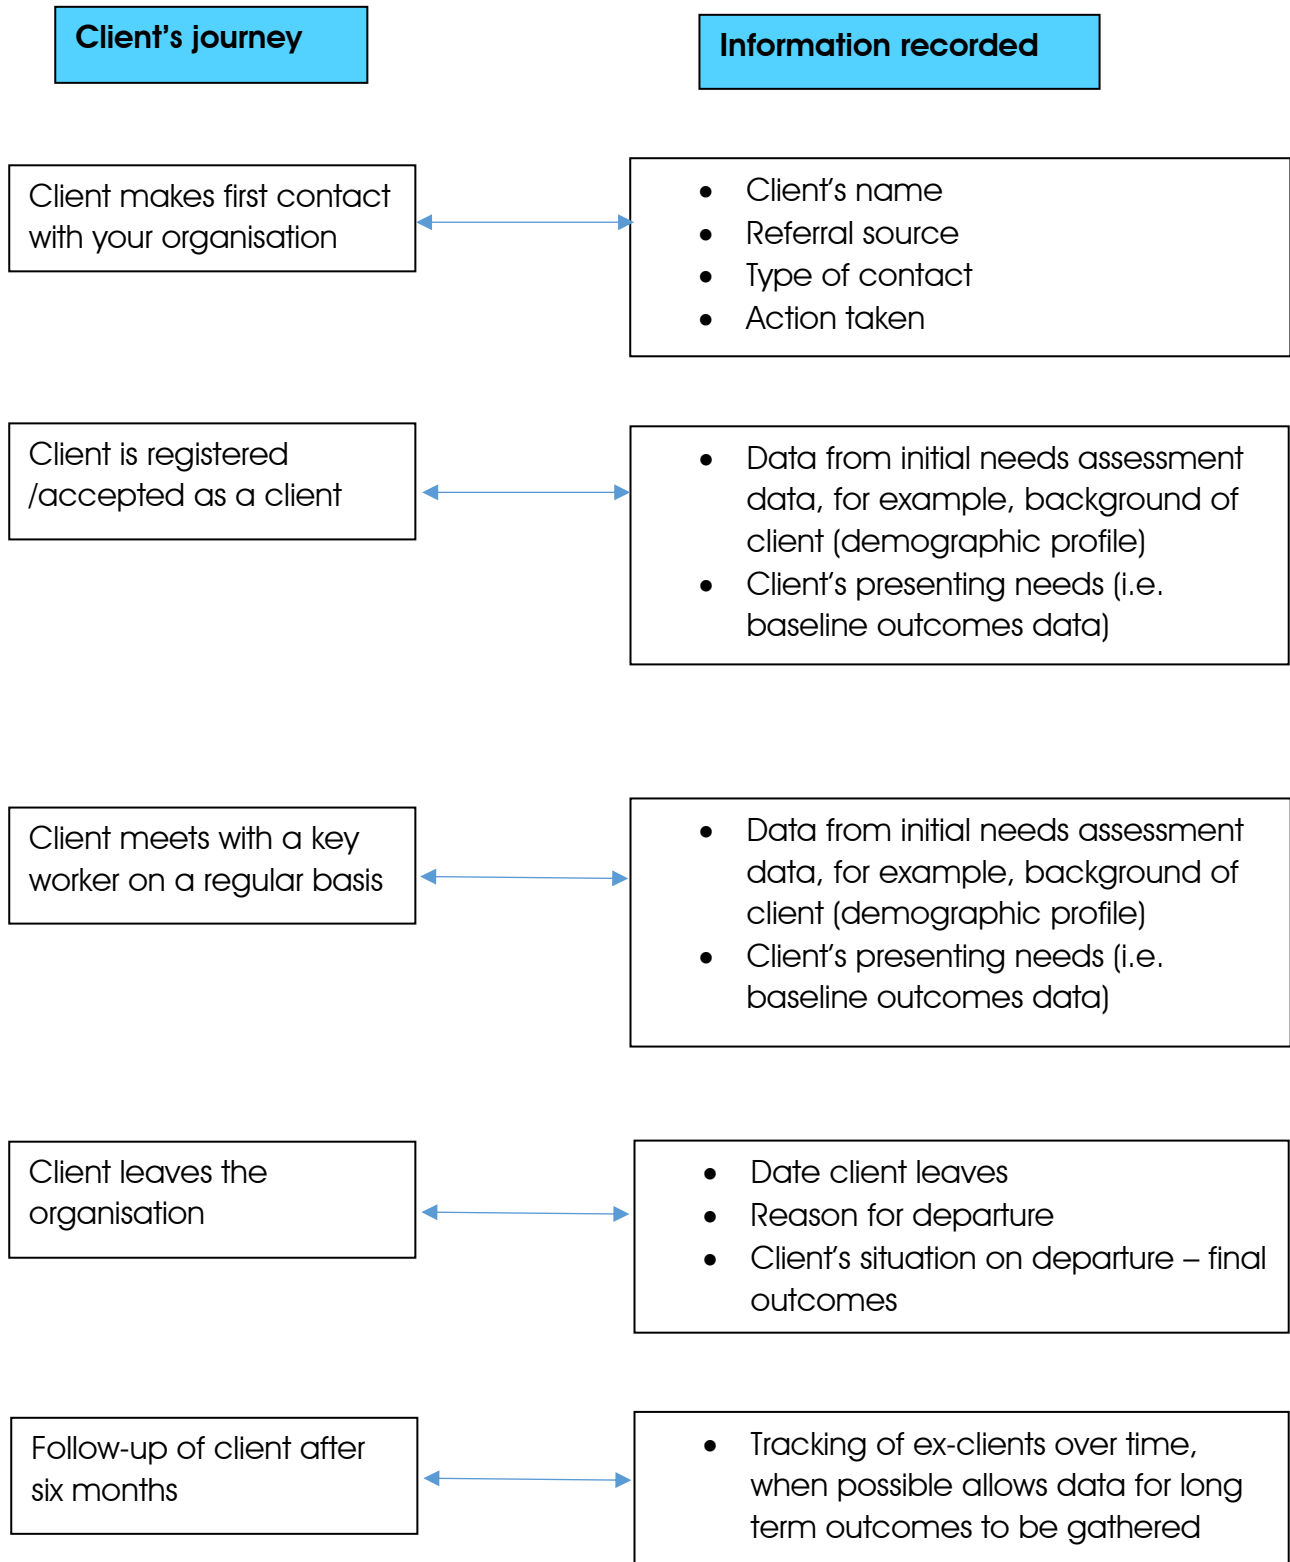 Client's journey
Information recorded
Client makes first contact
with your organisation
• Client's name
• Referral source
• Type of contact
• Action taken
Client is registered
/accepted as a client
• Data from initial needs assessment
data, for example, background of
client (demographic profile)
• Client's presenting needs (i.e.
baseline outcomes data)
Client meets with a key
worker on a regular basis
• Data from initial needs assessment
data, for example, background of
client (demographic profile)
• Client's presenting needs (i.e.
baseline outcomes data)
Client leaves the
organisation
• Date client leaves
• Reason for departure
• Client's situation on departure – final
outcomes
Follow-up of client after
six months
• Tracking of ex-clients over time,
when possible allows data for long
term outcomes to be gathered